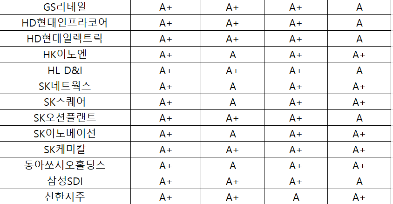 GS리테일 A+ A+ A+ A
HD현대인프라코어 A+ A+ A+ A
HD현대일렉트릭 A+ A+ A+ A
HK이노엔 A+ A A+ A+
HL D&I A+ A+ A+ A
SK네트웍스 A+ A A+ A+
SK스퀘어 A+ A A+ A+
SK오션플랜트 A+ A+ A+ A
SK이노베이션 A+ A A+ A+
SK케미칼 A+ A+ A+ A
동아쏘시오홀딩스 A+ A A+ A+
삼성SDI A+ A+ A+ A
신한지주 A+ A+ A A+